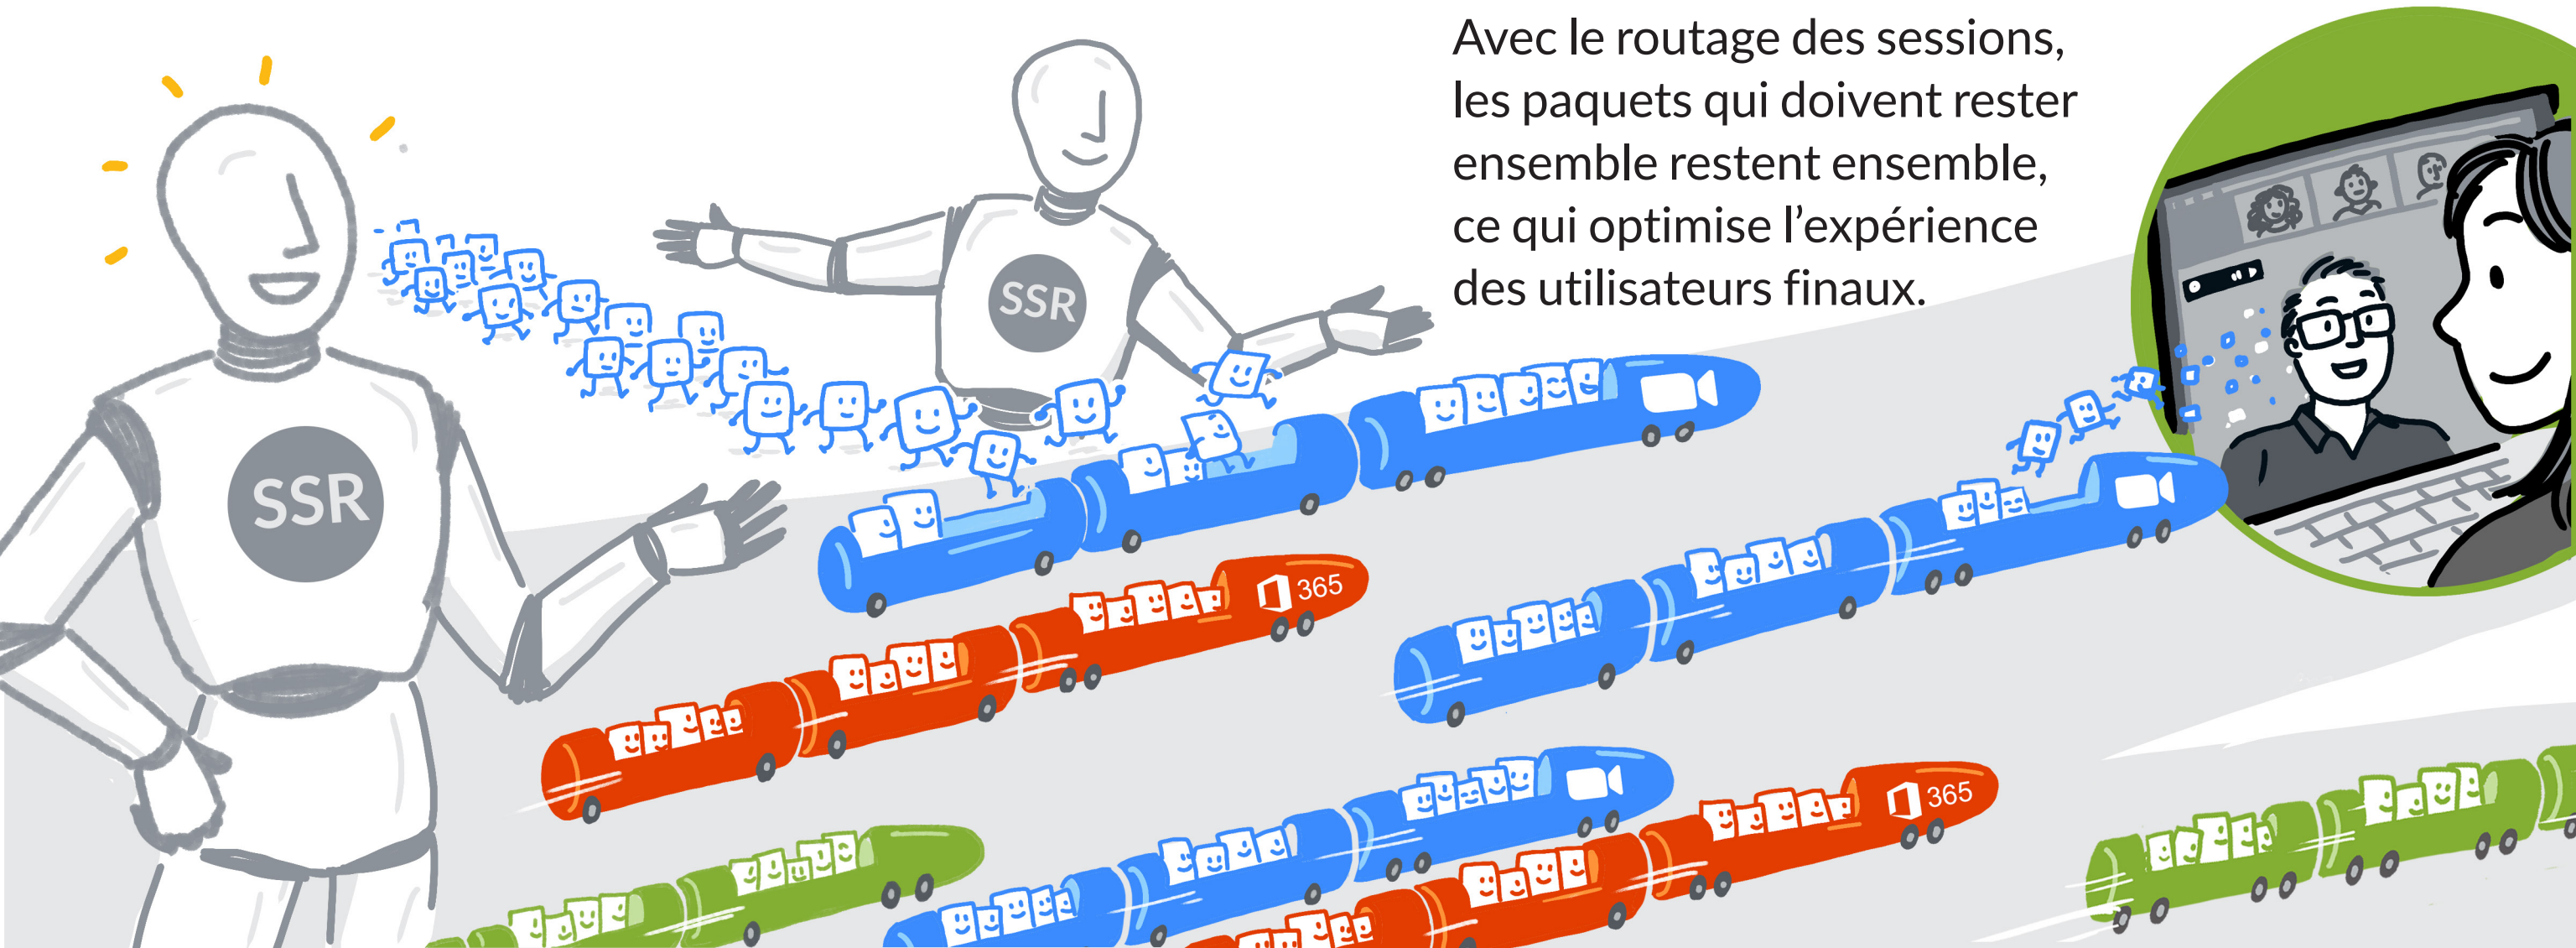 Avec le routage des sessions,
les paquets qui doivent rester
ensemble restent ensemble,
ce qui optimise l’expérience
des utilisateurs finaux.
SSR
SSR
365
365